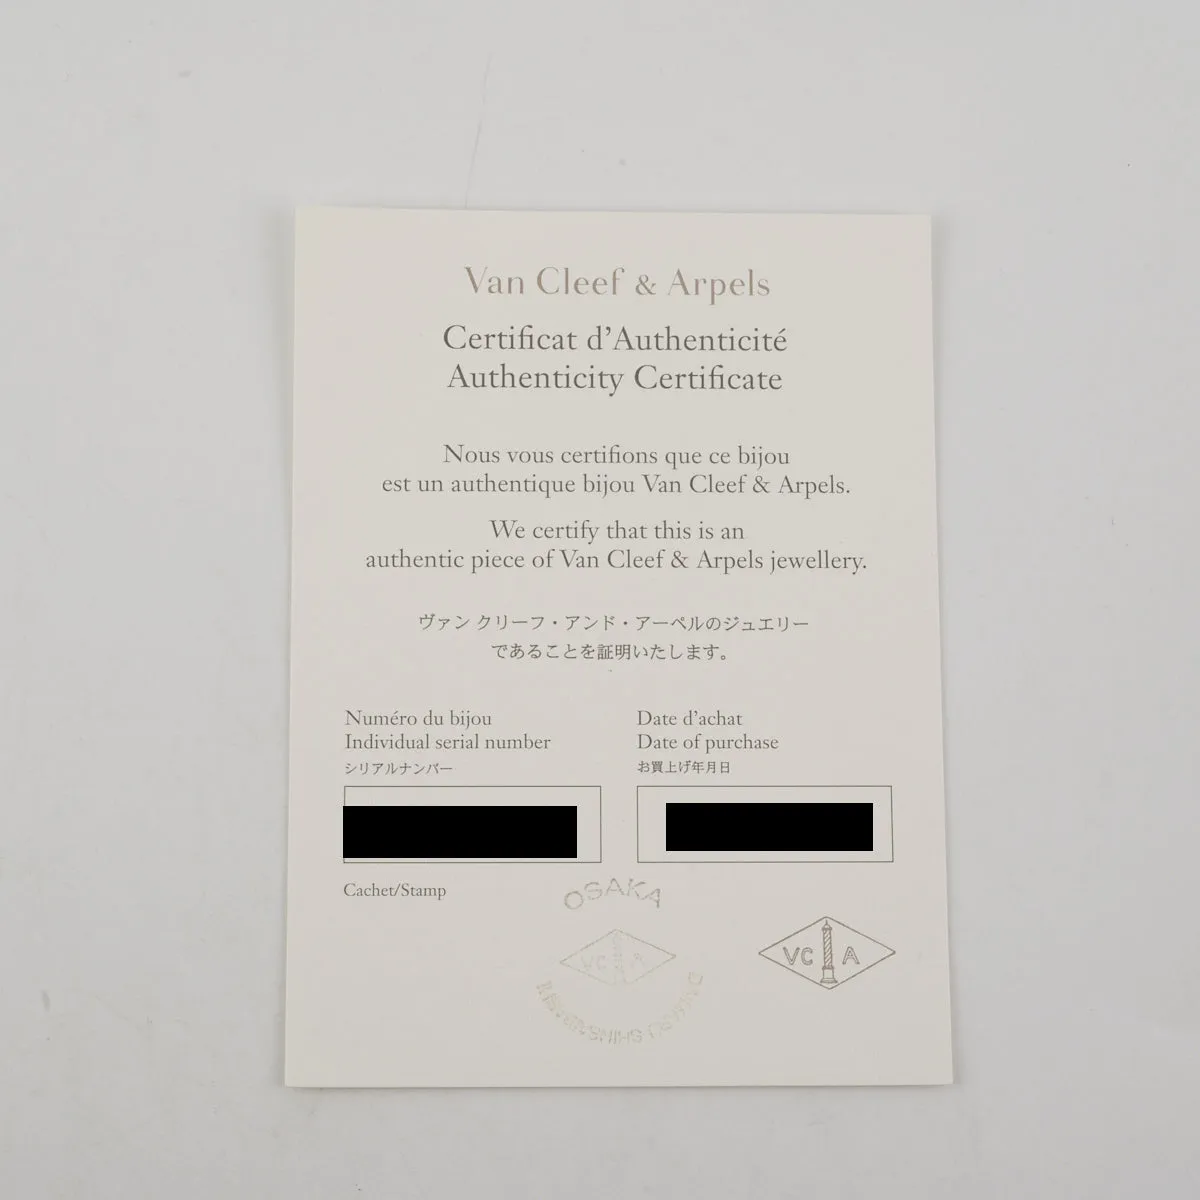 Van Cleef & Arpels
Certificat d’Authenticité
Authenticity Certificate
Nous vous certifions que ce bijou
est un authentique bijou Van Cleef & Arpels.
We certify that this is an
authentic piece of Van Cleef & Arpels jewellery.
ヴァン クリーフ・アンド・アーペルのジュエリー
であることを証明いたします。
Numéro du bijou
Individual serial number
シリアルナンバー
Date d’achat
Date of purchase
お買上げ年月日
Cachet/Stamp
OSAKA
VC A
VC A